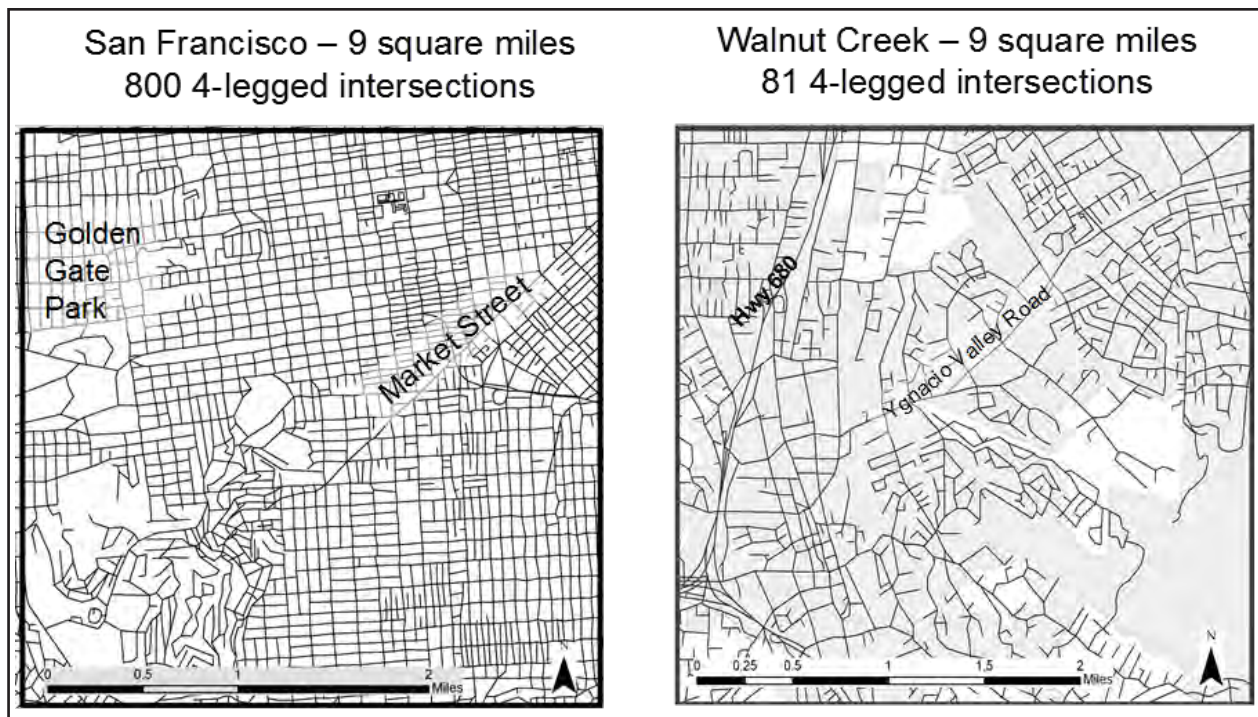 San Francisco – 9 square miles
800 4-legged intersections
Golden
Gate
Park
Market Street
N
0 0.5 1 2
Miles
Walnut Creek – 9 square miles
81 4-legged intersections
Hwy 680
Ygnacio Valley Road
N
0 0.25 0.5 1 1.5 2
Miles